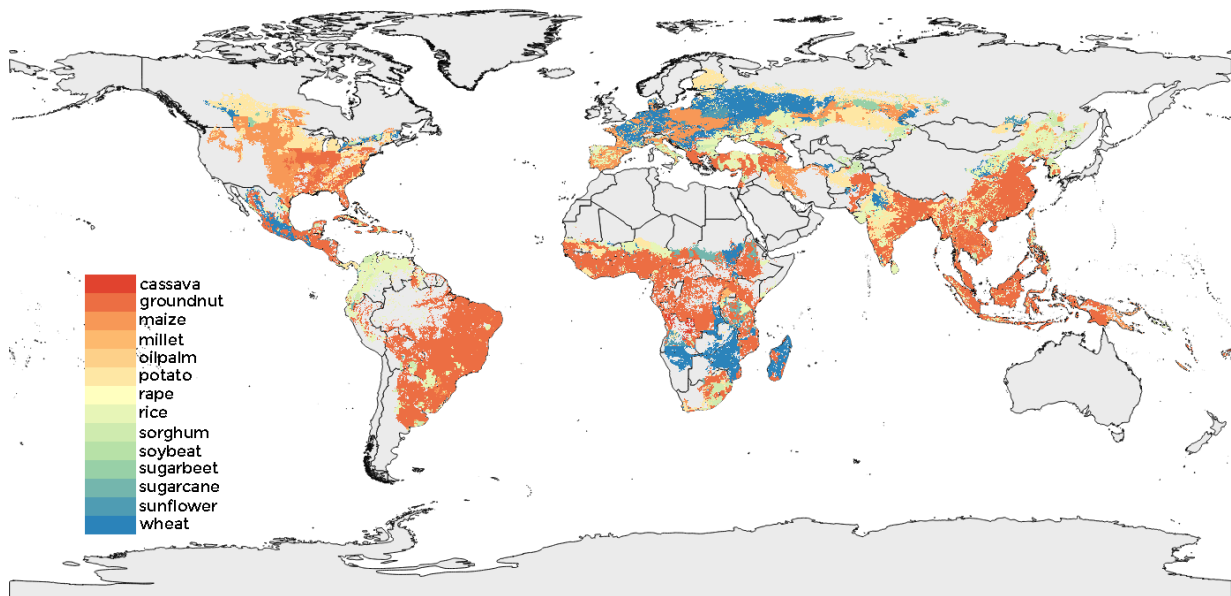 cassava
groundnut
maize
millet
oilpalm
potato
rape
rice
sorghum
soybeat
sugarbeet
sugarcane
sunflower
wheat